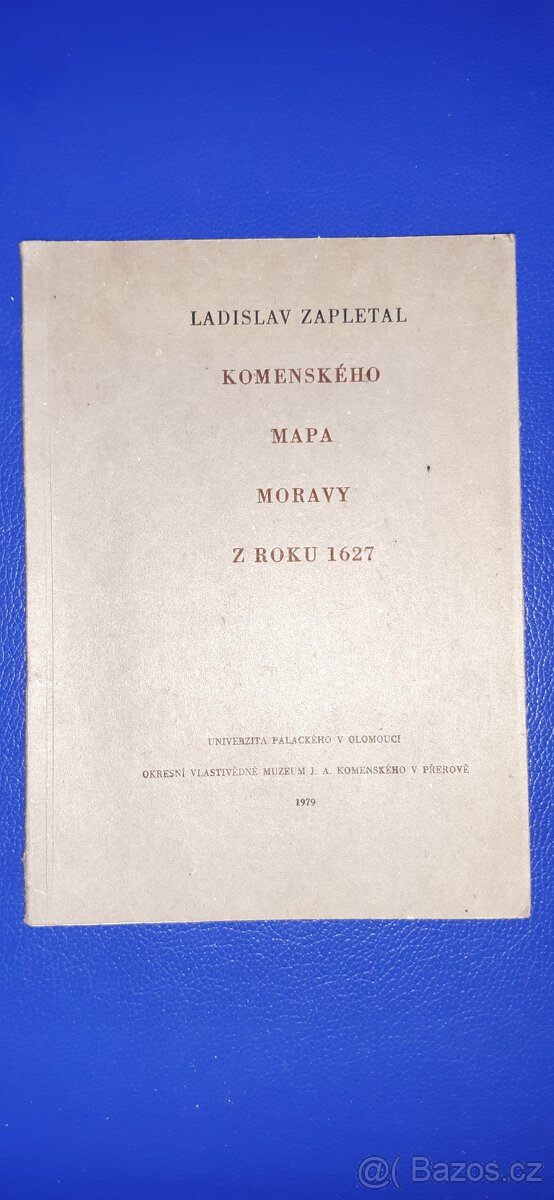 LADISLAV ZAPLETAL
KOMENSKÉHO
MAPA
MORAVY
Z ROKU 1627
UNIVERZITA PALACKÉHO V OLOMOUCI
OKRESNÍ VLASTIVĚDNÉ MUZEUM J. A. KOMENSKÉHO V PŘEROVĚ
1979
@( Bazos.cz